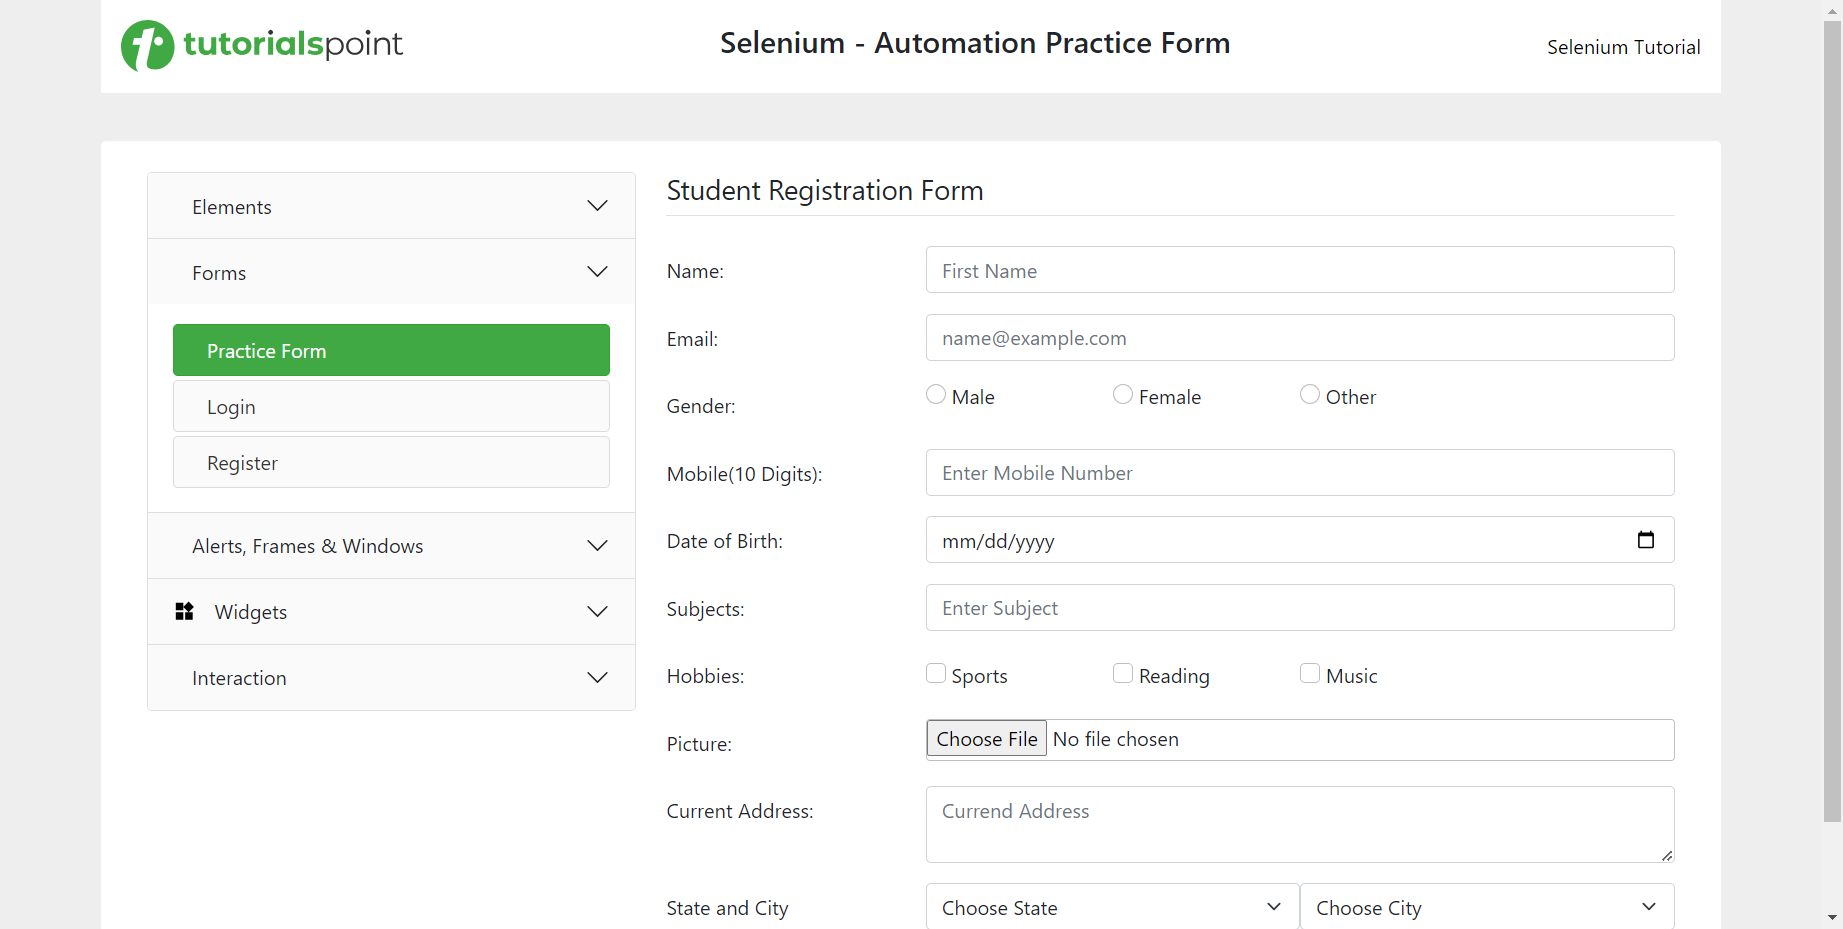 tutorialspoint
Selenium - Automation Practice Form
Selenium Tutorial
Elements
Forms
Practice Form
Login
Register
Alerts, Frames & Windows
Widgets
Interaction
Student Registration Form
Name:
First Name
Email:
name@example.com
Gender:
Male Female Other
Mobile(10 Digits):
Enter Mobile Number
Date of Birth:
mm/dd/yyyy
Subjects:
Enter Subject
Hobbies:
Sports Reading Music
Picture:
Choose File No file chosen
Current Address:
Currend Address
State and City
Choose State
Choose City